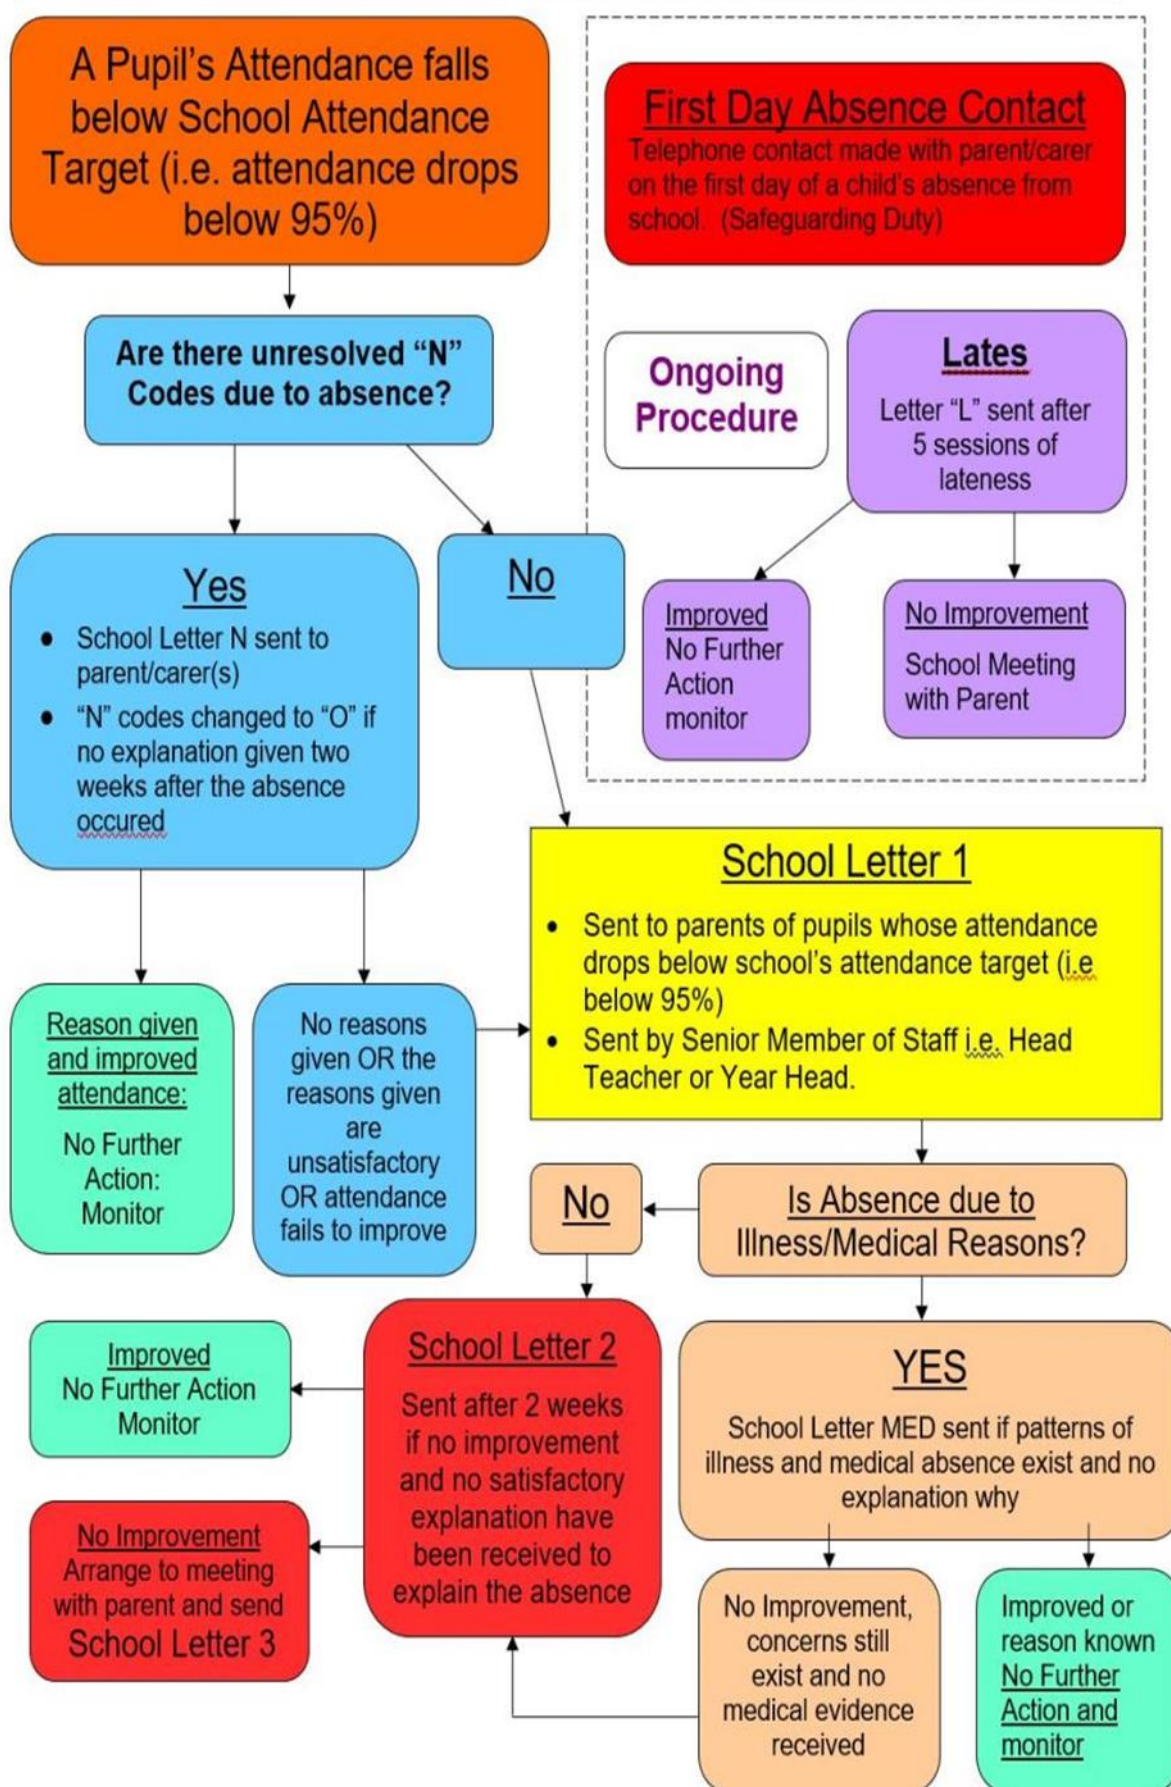 A Pupil's Attendance falls
below School Attendance
Target (i.e. attendance drops
below 95%)
First Day Absence Contact
Telephone contact made with parent/carer
on the first day of a child's absence from
school.  (Safeguarding Duty)
Are there unresolved “N”
Codes due to absence?
Ongoing
Procedure
Lates
Letter “L” sent after
5 sessions of
lateness
Yes
• School Letter N sent to
parent/carer(s)
• “N” codes changed to “O” if
no explanation given two
weeks after the absence
occured
No
Improved
No Further
Action
monitor
No Improvement
School Meeting
with Parent
School Letter 1
• Sent to parents of pupils whose attendance
drops below school's attendance target (i.e
below 95%)
• Sent by Senior Member of Staff i.e. Head
Teacher or Year Head.
Reason given
and improved
attendance:
No Further
Action:
Monitor
No reasons
given OR the
reasons given
are
unsatisfactory
OR attendance
fails to improve
No
Is Absence due to
Illness/Medical Reasons?
Improved
No Further Action
Monitor
School Letter 2
Sent after 2 weeks
if no improvement
and no satisfactory
explanation have
been received to
explain the absence
YES
School Letter MED sent if patterns of
illness and medical absence exist and no
explanation why
No Improvement
Arrange to meeting
with parent and send
School Letter 3
No Improvement,
concerns still
exist and no
medical evidence
received
Improved or
reason known
No Further
Action and
monitor